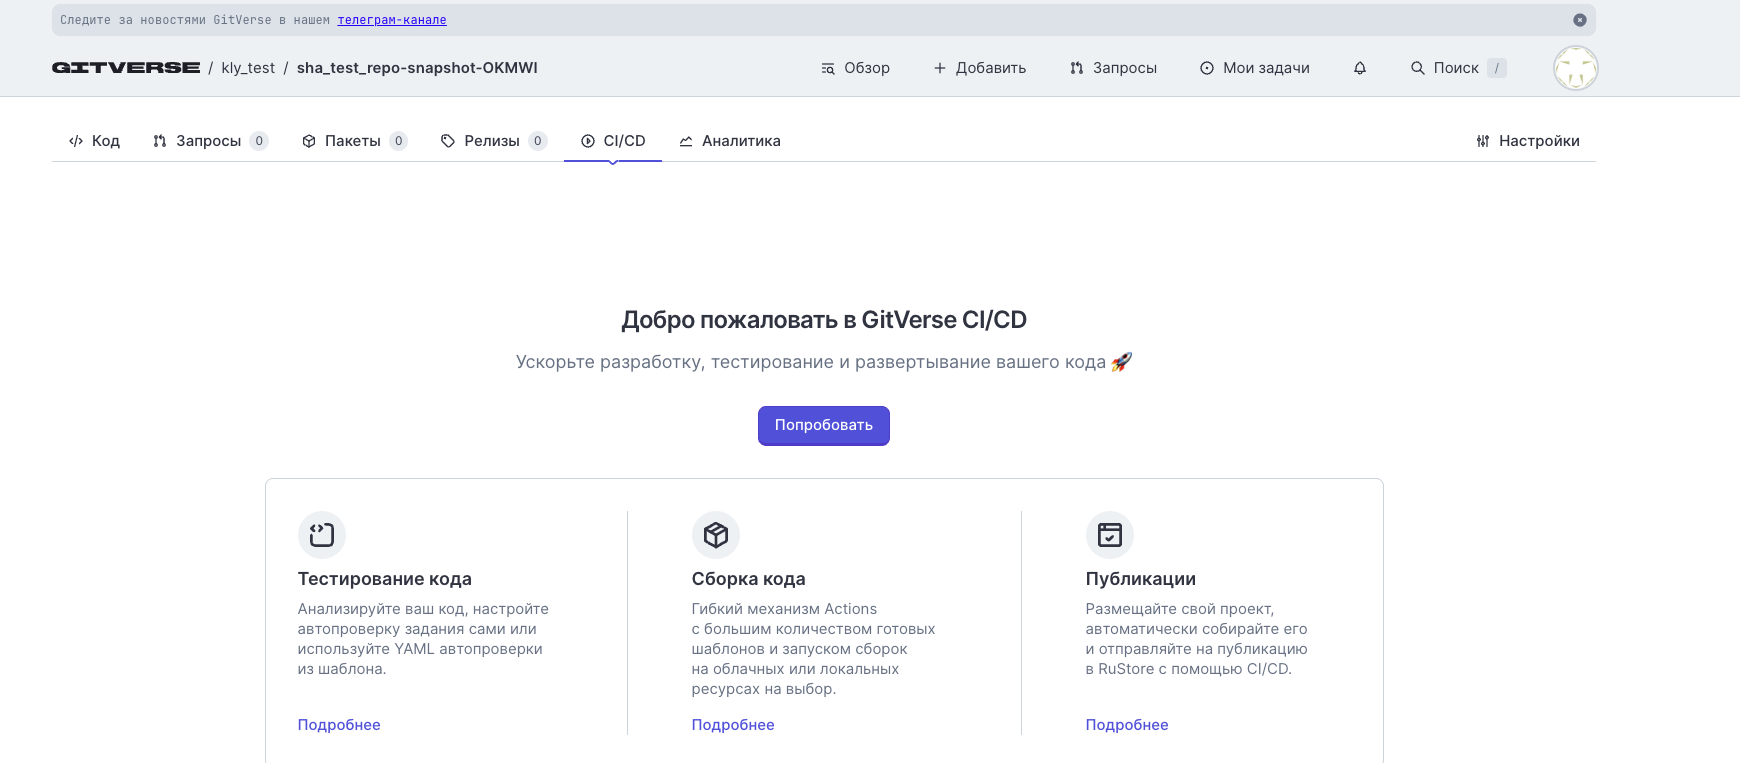 Следите за новостями GitVerse в нашем телеграм-канале
GITVERSE / kly_test / sha_test_repo-snapshot-OKMWI
Обзор
Добавить
Запросы
Мои задачи
Поиск /
Код
Запросы 0
Пакеты 0
Релизы 0
CI/CD
Аналитика
Настройки
Добро пожаловать в GitVerse CI/CD
Ускорьте разработку, тестирование и развертывание вашего кода 🚀
Попробовать
Тестирование кода
Анализируйте ваш код, настройте
автопроверку задания сами или
используйте YAML автопроверки
из шаблона.
Подробнее
Сборка кода
Гибкий механизм Actions
с большим количеством готовых
шаблонов и запуском сборок
на облачных или локальных
ресурсах на выбор.
Подробнее
Публикации
Размещайте свой проект,
автоматически собирайте его
и отправляйте на публикацию
в RuStore с помощью CI/CD.
Подробнее